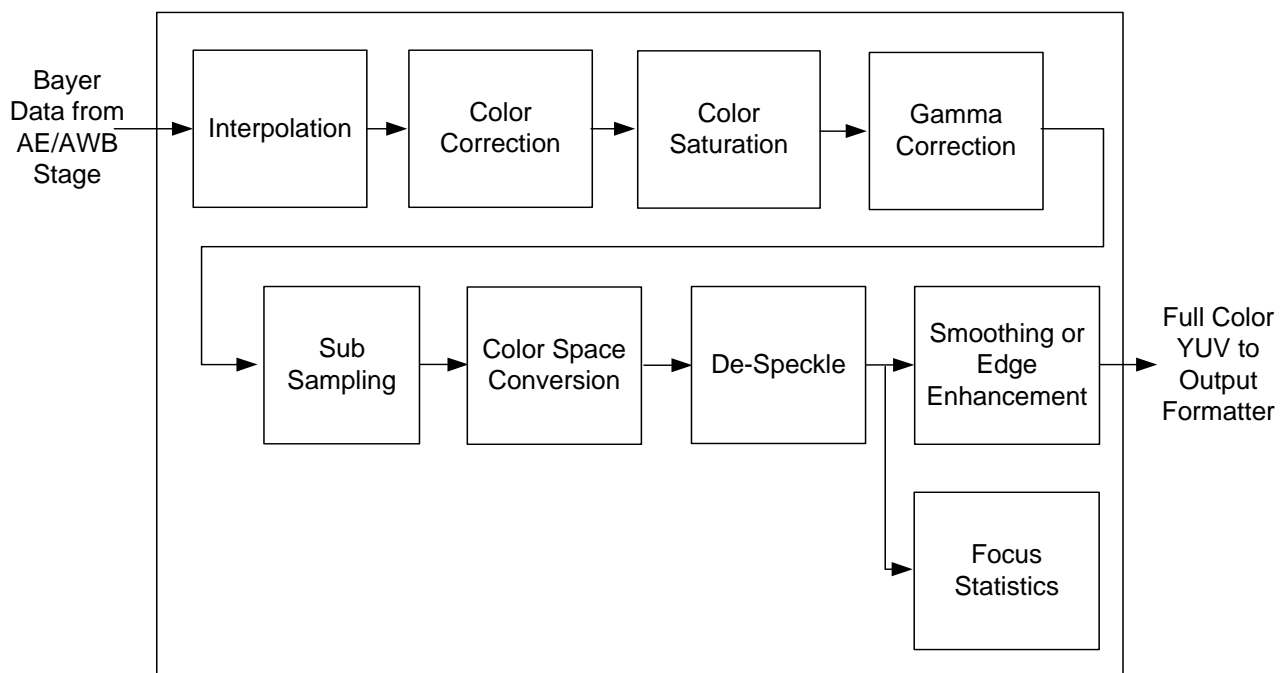 Bayer
Data from
AE/AWB
Stage
Interpolation
Color
Correction
Color
Saturation
Gamma
Correction
Sub
Sampling
Color Space
Conversion
De-Speckle
Smoothing or
Edge
Enhancement
Full Color
YUV to
Output
Formatter
Focus
Statistics